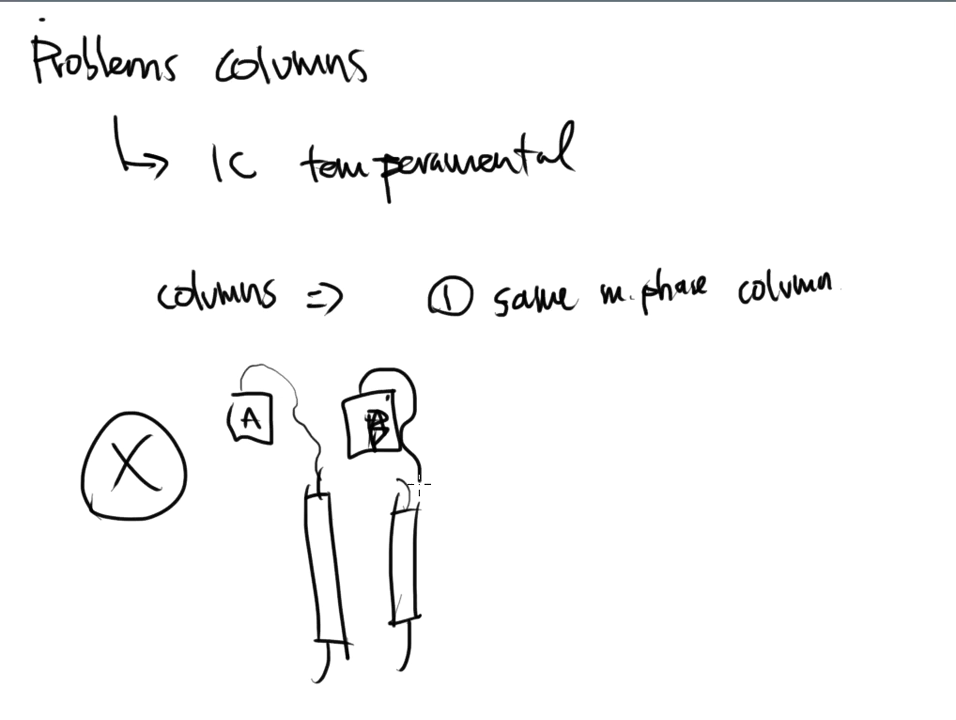 Problems columns
↳ IC temperamental
columns => ① same m. phase column
A B
X